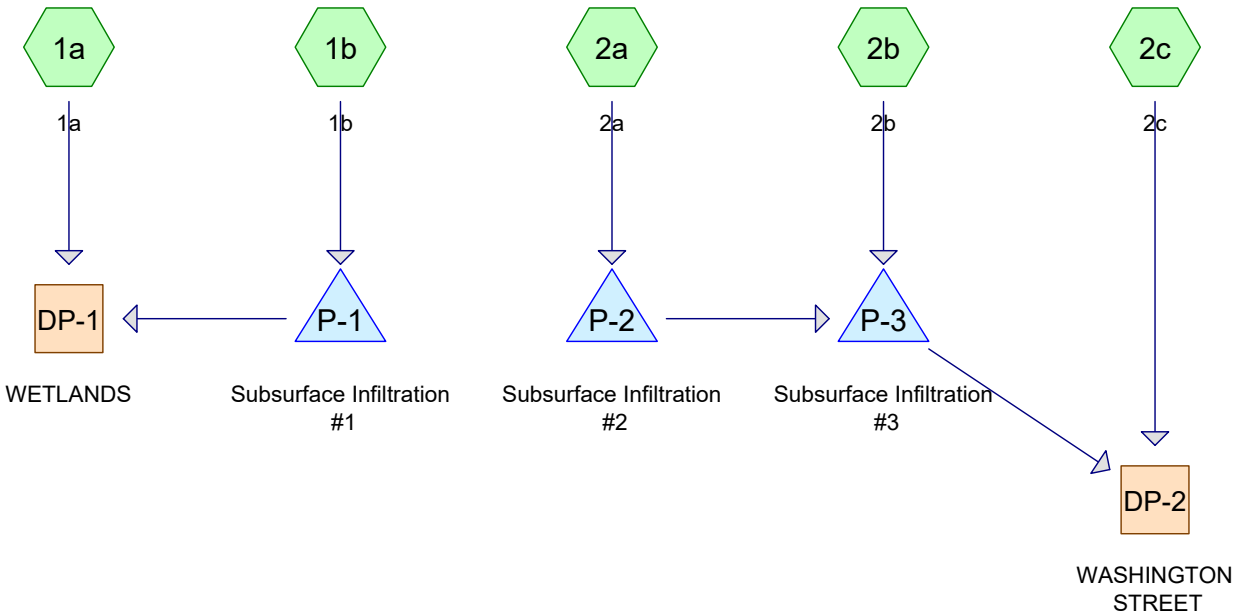 1a
1b
2a
2b
2c
1a
1b
2a
2b
2c
DP-1
P-1
P-2
P-3
WETLANDS
Subsurface Infiltration
#1
Subsurface Infiltration
#2
Subsurface Infiltration
#3
DP-2
WASHINGTON
STREET